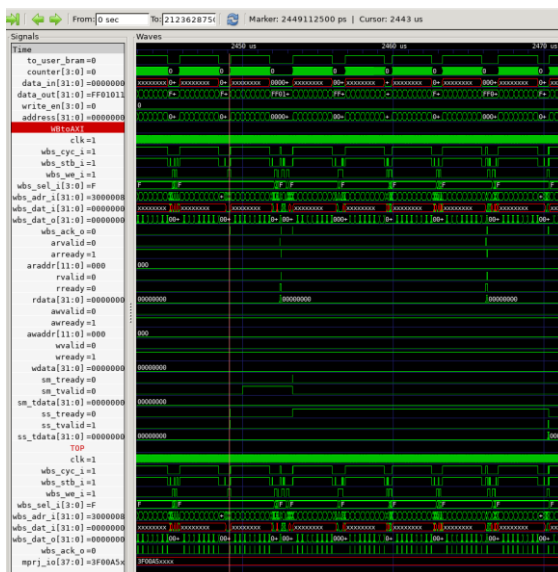 From: 0 sec To: 2123628750 Marker: 2449112500 ps | Cursor: 2443 us
Signals Waves
Time 2450 us 2460 us 2470 us
to_user_bram=0
counter[3:0]=0
data_in[31:0]=0000000
data_out[31:0]=FF01011
write_en[3:0]=0
address[31:0]=0000000
WBtoAXI
clk=1
wbs_cyc_i=1
wbs_stb_i=1
wbs_we_i=1
wbs_sel_i[3:0]=F
wbs_adr_i[31:0]=3000008
wbs_dat_i[31:0]=0000000
wbs_dat_o[31:0]=0000000
wbs_ack_o=0
arvalid=0
arready=1
araddr[11:0]=000 000
rvalid=0
rready=0
rdata[31:0]=0000000 00000000 00000000 00000000
awvalid=0
awready=1
awaddr[11:0]=000 000
wvalid=0
wready=1
wdata[31:0]=0000000 00000000
sm_tready=0
sm_tvalid=0
sm_tdata[31:0]=0000000 00000000
ss_tready=0
ss_tvalid=1
ss_tdata[31:0]=0000000 00000000
TOP
clk=1
wbs_cyc_i=1
wbs_stb_i=1
wbs_we_i=1
wbs_sel_i[3:0]=F
wbs_adr_i[31:0]=3000008
wbs_dat_i[31:0]=0000000
wbs_dat_o[31:0]=0000000
wbs_ack_o=0
mprj_io[37:0]=3F00A5x 3F00A5xxxx